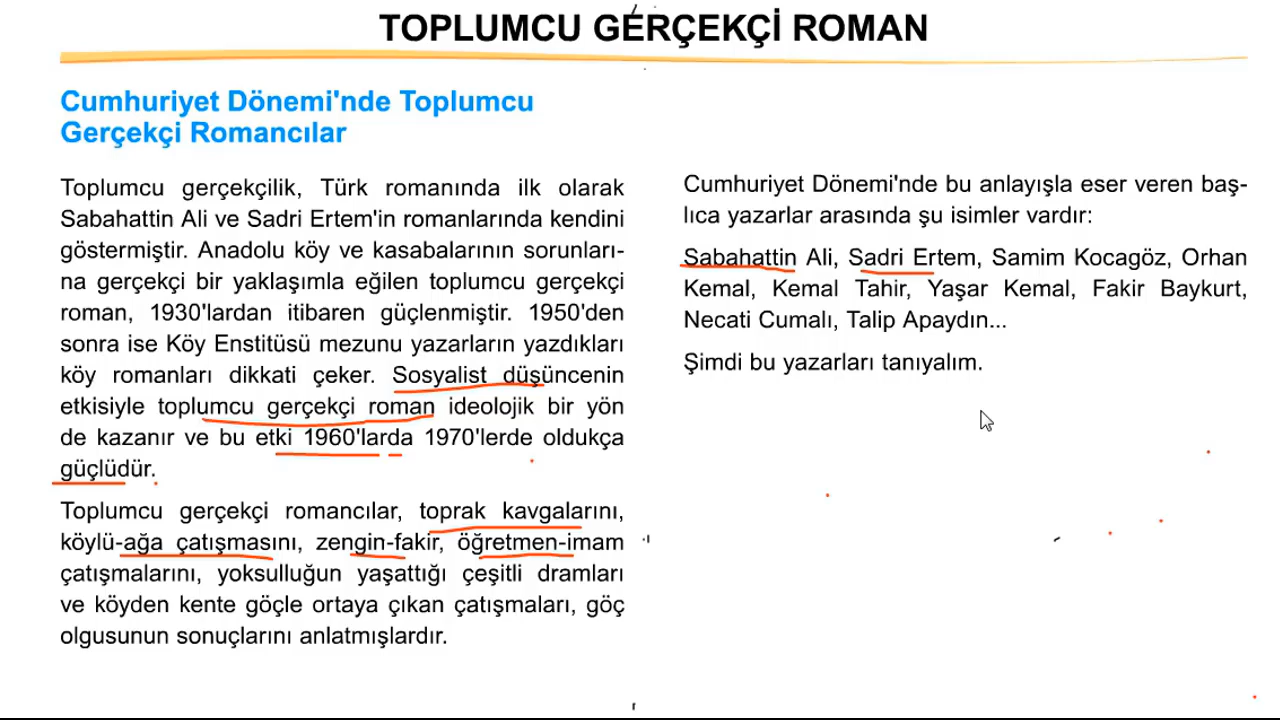 TOPLUMCU GERÇEKÇİ ROMAN
Cumhuriyet Dönemi'nde Toplumcu
Gerçekçi Romancılar
Toplumcu gerçekçilik, Türk romanında ilk olarak
Sabahattin Ali ve Sadri Ertem'in romanlarında kendini
göstermiştir. Anadolu köy ve kasabalarının sorunları-
na gerçekçi bir yaklaşımla eğilen toplumcu gerçekçi
roman, 1930'lardan itibaren güçlenmiştir. 1950'den
sonra ise Köy Enstitüsü mezunu yazarların yazdıkları
köy romanları dikkati çeker. Sosyalist düşüncenin
etkisiyle toplumcu gerçekçi roman ideolojik bir yön
de kazanır ve bu etki 1960'larda 1970'lerde oldukça
güçlüdür.
Toplumcu gerçekçi romancılar, toprak kavgalarını,
köylü-ağa çatışmasını, zengin-fakir, öğretmen-imam
çatışmalarını, yoksulluğun yaşattığı çeşitli dramları
ve köyden kente göçle ortaya çıkan çatışmaları, göç
olgusunun sonuçlarını anlatmışlardır.
Cumhuriyet Dönemi'nde bu anlayışla eser veren baş-
lıca yazarlar arasında şu isimler vardır:
Sabahattin Ali, Sadri Ertem, Samim Kocagöz, Orhan
Kemal, Kemal Tahir, Yaşar Kemal, Fakir Baykurt,
Necati Cumalı, Talip Apaydın...
Şimdi bu yazarları tanıyalım.